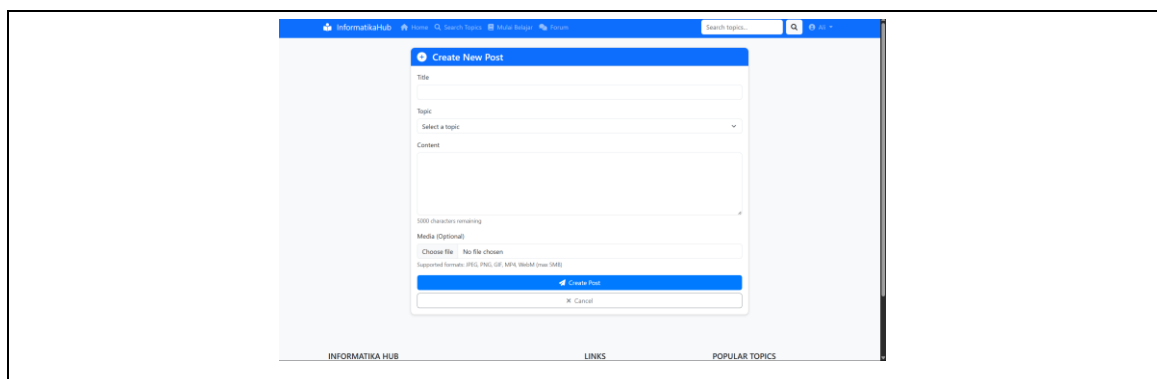 InformatikaHub Home Search Topics Mulai Belajar Forum Search topics... Ali
Create New Post
Title
Topic
Select a topic
Content
5000 characters remaining
Media (Optional)
Choose file No file chosen
Supported formats: JPEG, PNG, GIF, MP4, WebM (max 5MB)
Create Post
Cancel
INFORMATIKA HUB LINKS POPULAR TOPICS